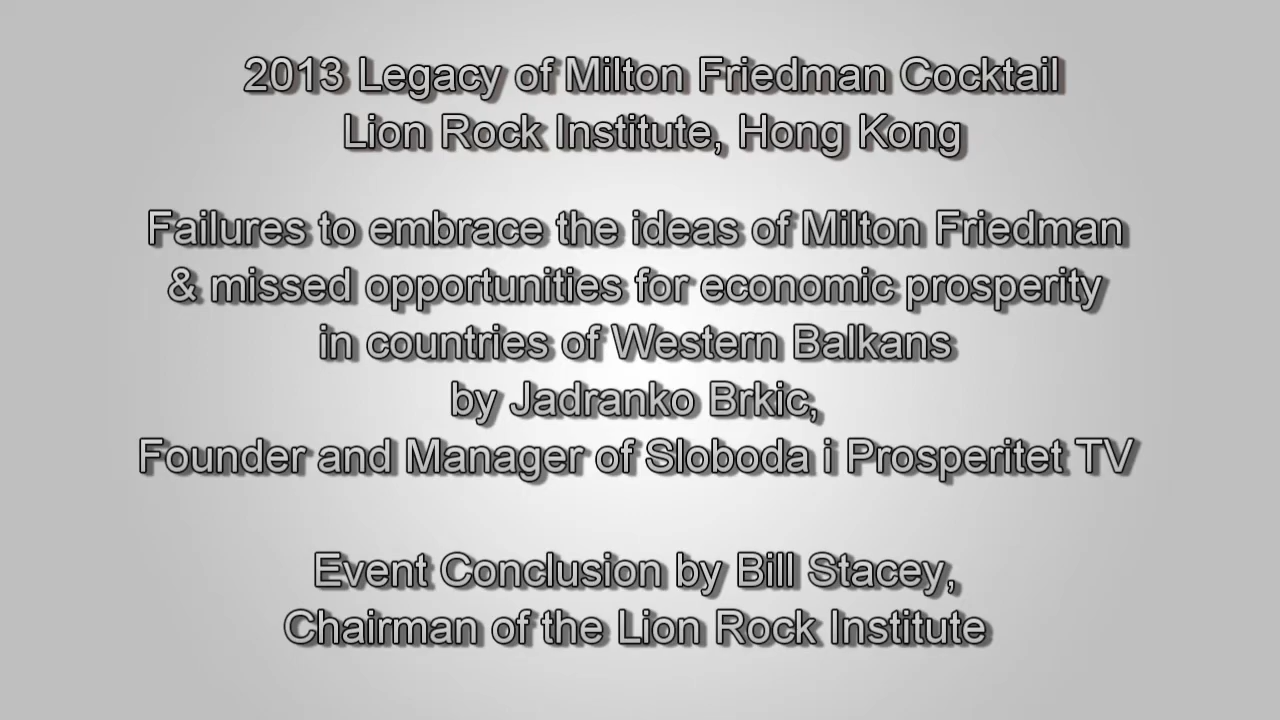 2013 Legacy of Milton Friedman Cocktail
Lion Rock Institute, Hong Kong
Failures to embrace the ideas of Milton Friedman
& missed opportunities for economic prosperity
in countries of Western Balkans
by Jadranko Brkic,
Founder and Manager of Sloboda i Prosperitet TV
Event Conclusion by Bill Stacey,
Chairman of the Lion Rock Institute